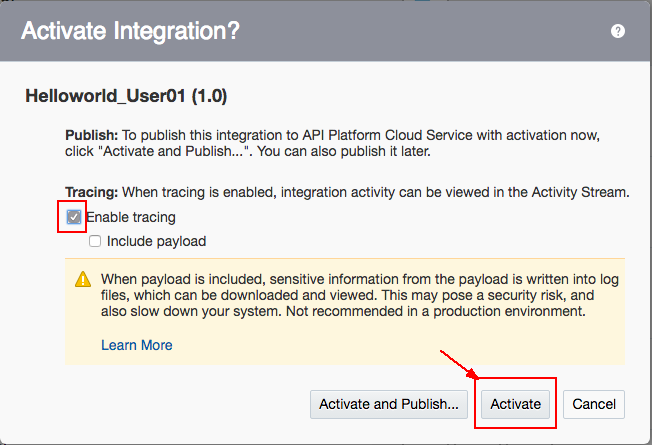 Activate Integration?
?
Helloworld_User01 (1.0)
Publish: To publish this integration to API Platform Cloud Service with activation now,
click "Activate and Publish...". You can also publish it later.
Tracing: When tracing is enabled, integration activity can be viewed in the Activity Stream.
Enable tracing
Include payload
When payload is included, sensitive information from the payload is written into log
files, which can be downloaded and viewed. This may pose a security risk, and
also slow down your system. Not recommended in a production environment.
Learn More
Activate and Publish... Activate Cancel